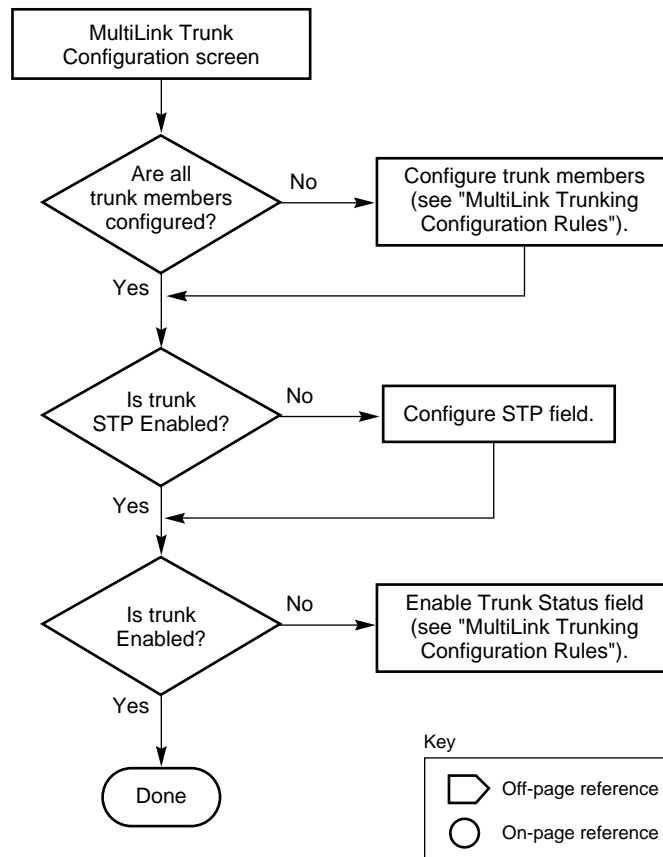 MultiLink Trunk
Configuration screen
Are all
trunk members
configured?
No
Configure trunk members
(see "MultiLink Trunking
Configuration Rules").
Yes
Is trunk
STP Enabled?
No
Configure STP field.
Yes
Is trunk
Enabled?
No
Enable Trunk Status field
(see "MultiLink Trunking
Configuration Rules").
Yes
Done
Key
Off-page reference
On-page reference